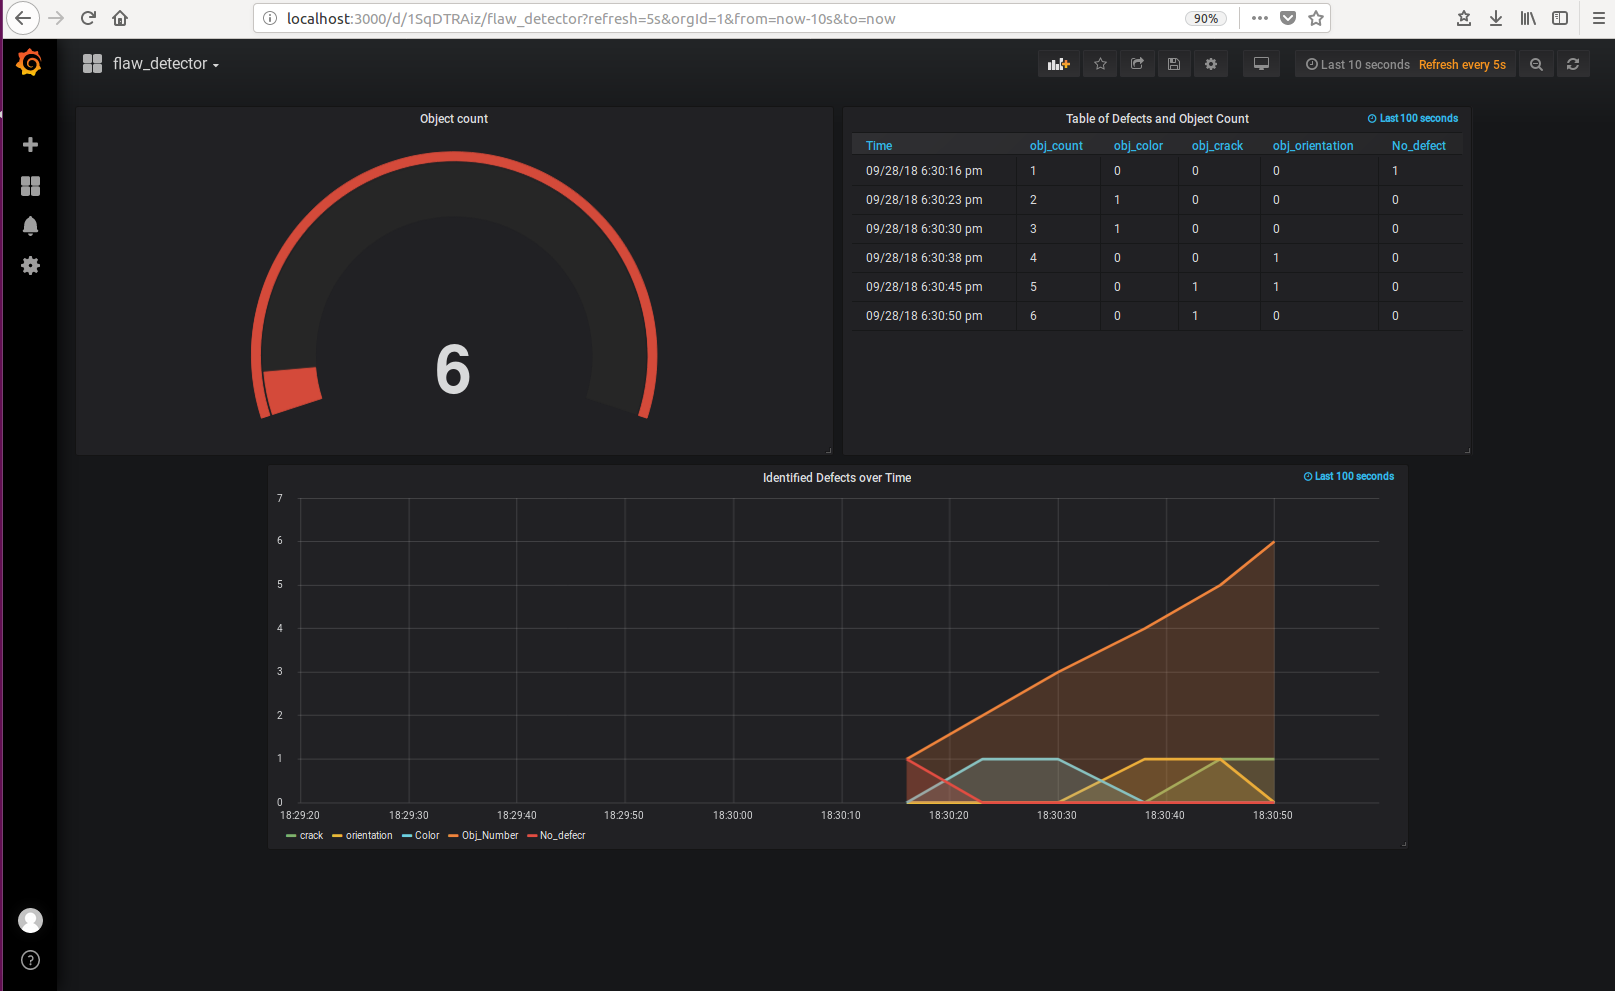 localhost:3000/d/1SqDTRAiz/flaw_detector?refresh=5s&orgId=1&from=now-10s&to=now 90%
flaw_detector
Last 10 seconds Refresh every 5s
Object count
6
Table of Defects and Object Count Last 100 seconds
Time obj_count obj_color obj_crack obj_orientation No_defect
09/28/18 6:30:16 pm 1 0 0 0 1
09/28/18 6:30:23 pm 2 1 0 0 0
09/28/18 6:30:30 pm 3 1 0 0 0
09/28/18 6:30:38 pm 4 0 0 1 0
09/28/18 6:30:45 pm 5 0 1 1 0
09/28/18 6:30:50 pm 6 0 1 0 0
Identified Defects over Time Last 100 seconds
7
6
5
4
3
2
1
0
18:29:20 18:29:30 18:29:40 18:29:50 18:30:00 18:30:10 18:30:20 18:30:30 18:30:40 18:30:50
crack orientation Color Obj_Number No_defecr